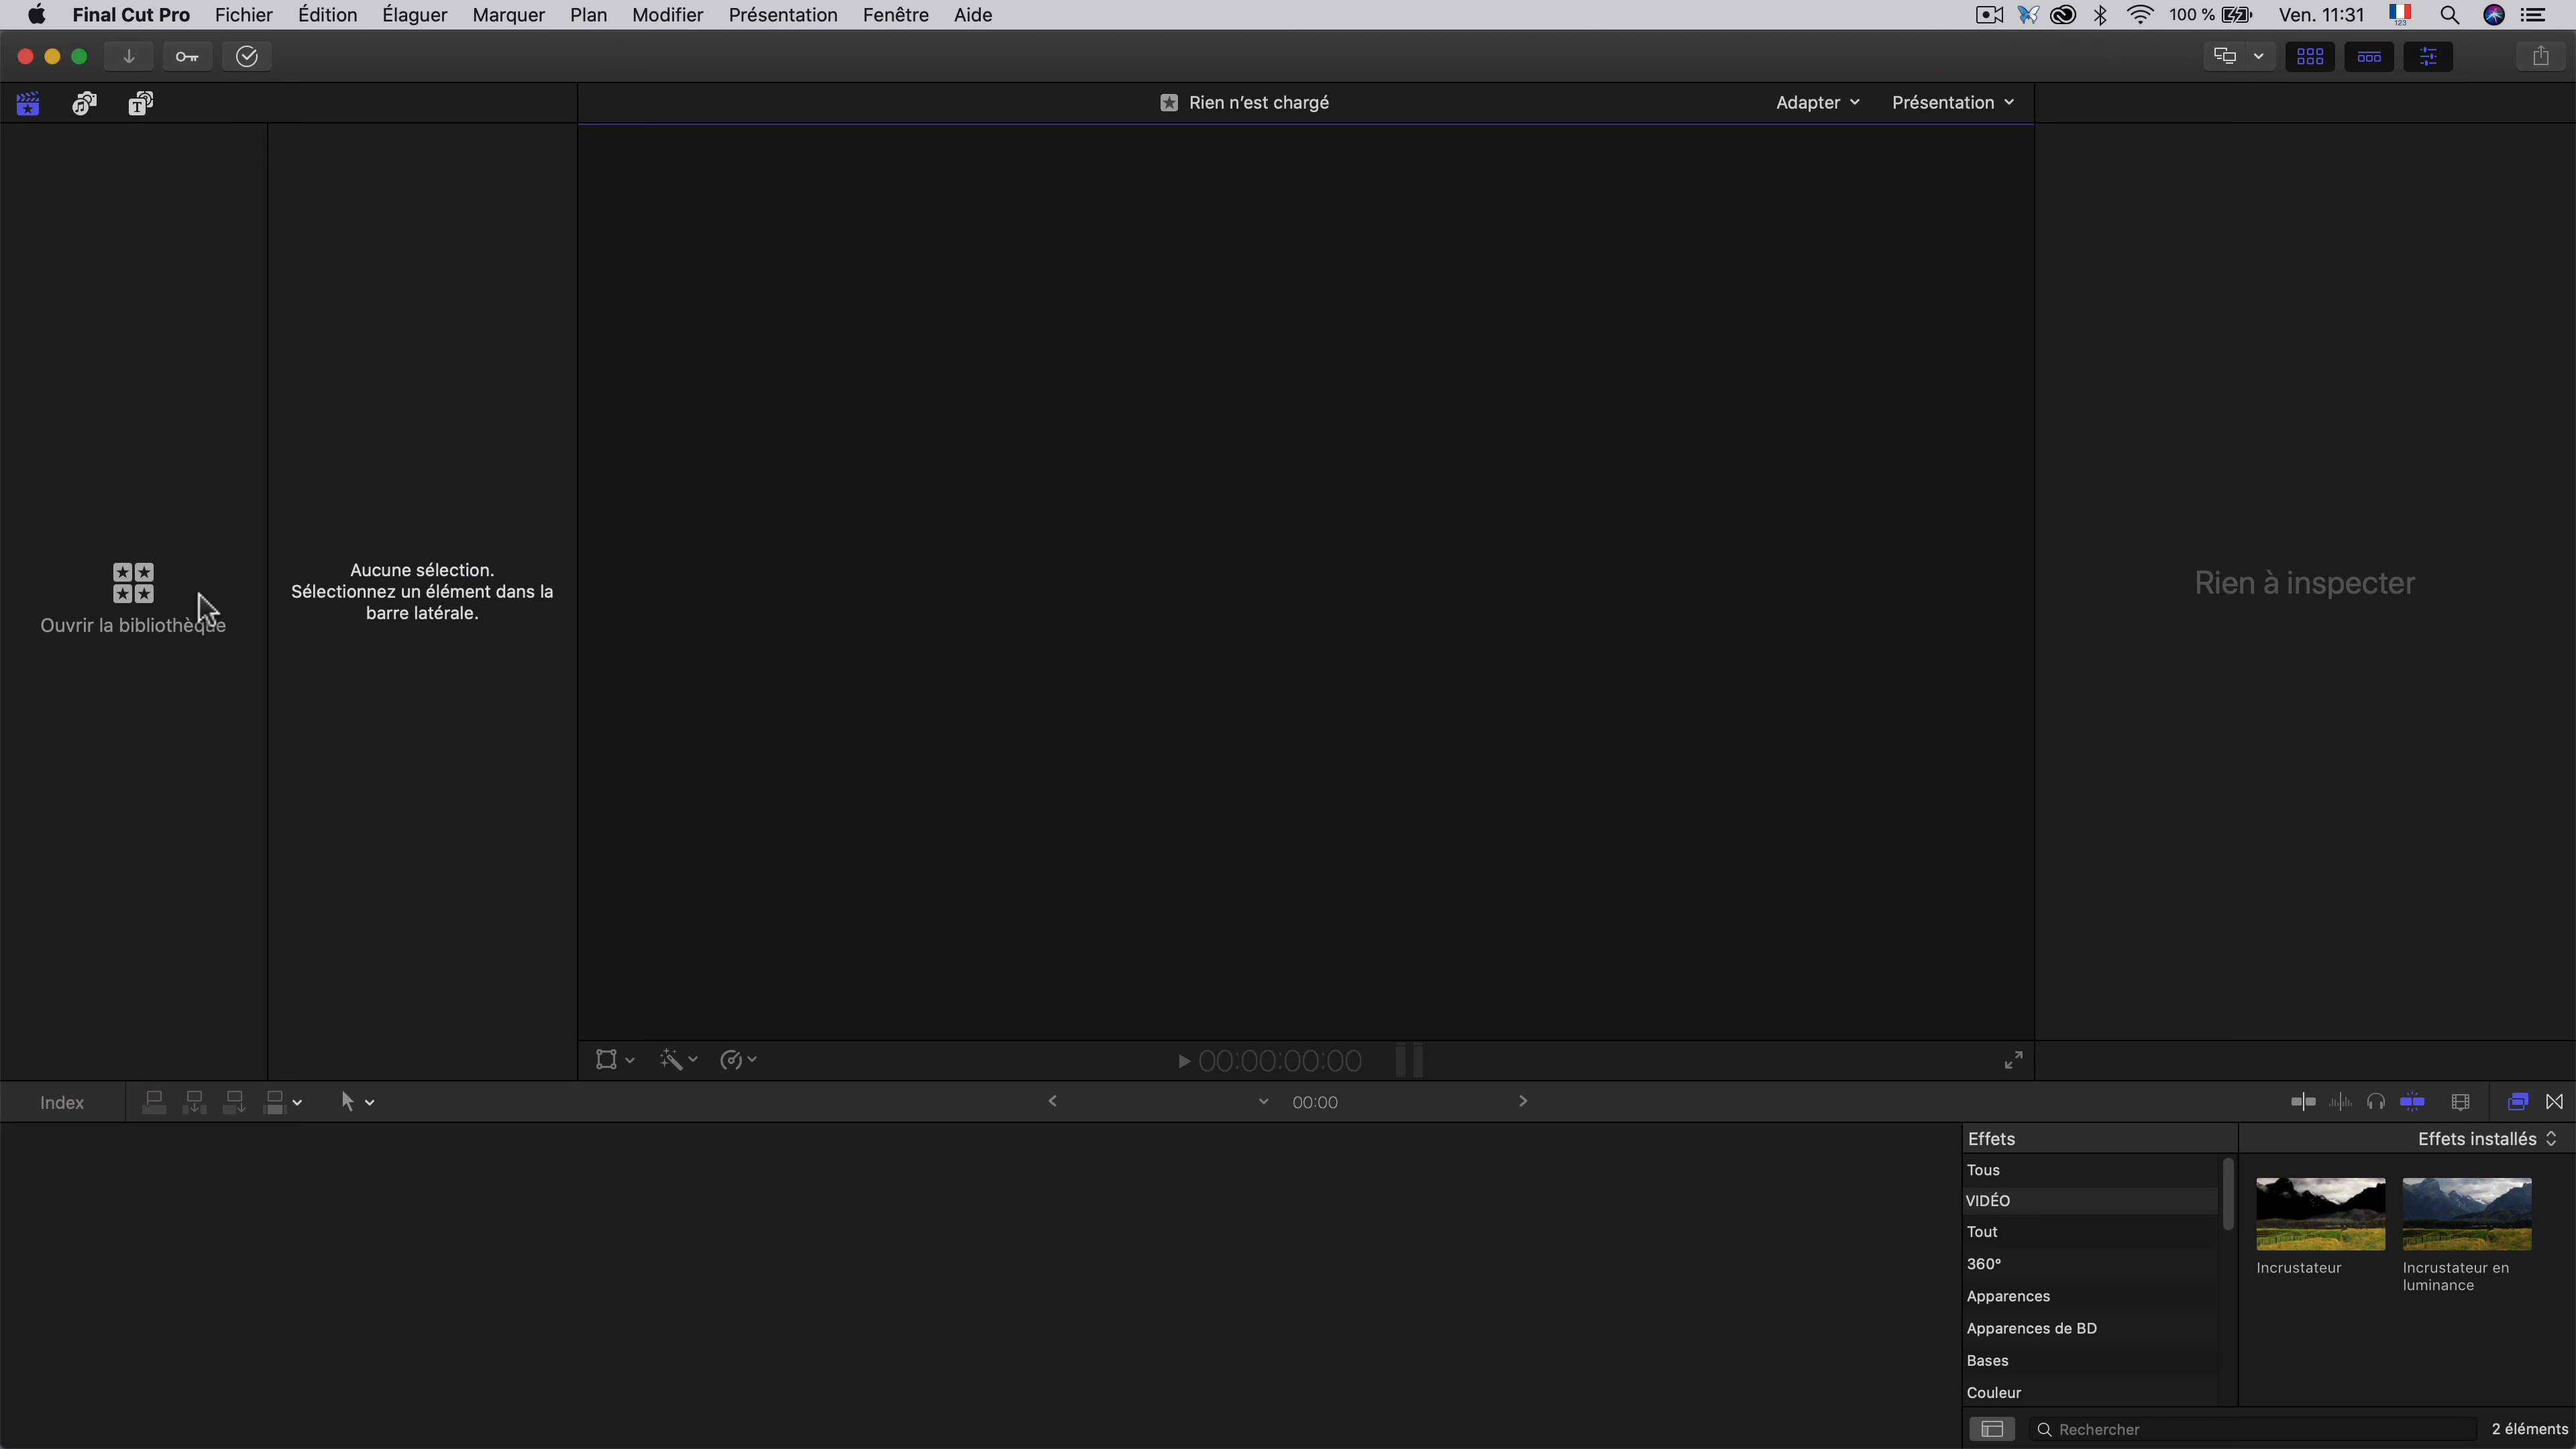 Final Cut Pro Fichier Édition Élaguer Marquer Plan Modifier Présentation Fenêtre Aide 100 % Ven. 11:31 123
Rien n'est chargé Adapter Présentation
T
Ouvrir la bibliothèque
Aucune sélection.
Sélectionnez un élément dans la
barre latérale.
Rien à inspecter
00:00:00:00
Index 00:00
Effets Effets installés
Tous
VIDÉO
Tout
360°
Apparences
Apparences de BD
Bases
Couleur
Incrustateur
Incrustateur en
luminance
Rechercher 2 éléments